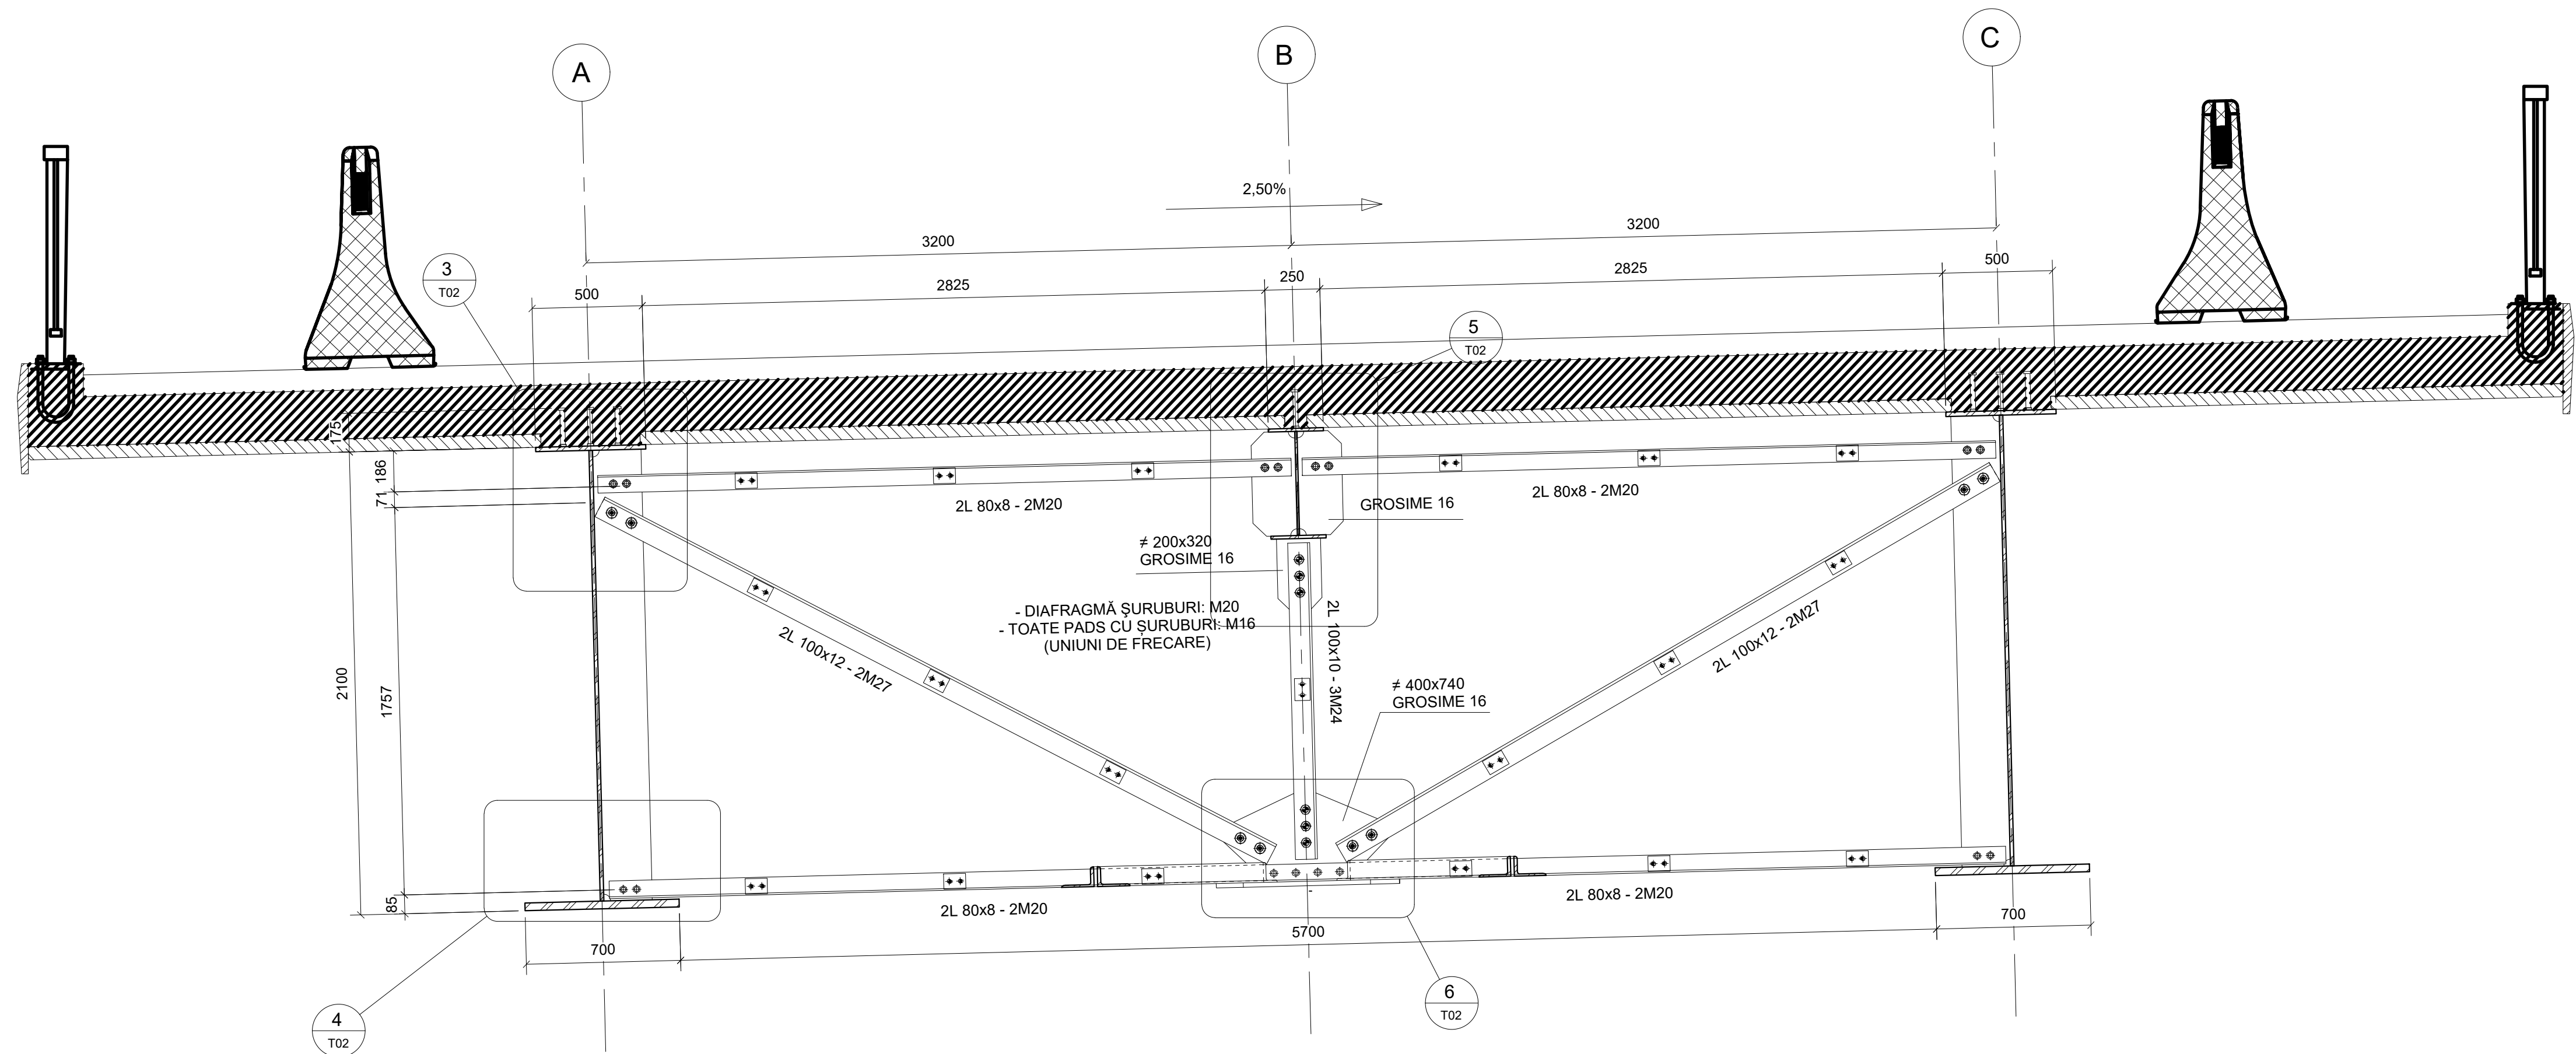 A
B
C
2,50%
3200
3200
3
T02
500
2825
250
2825
500
5
T02
175
186
71
2L 80x8 - 2M20
2L 80x8 - 2M20
GROSIME 16
≠ 200x320
GROSIME 16
- DIAFRAGMĂ ŞURUBURI: M20
- TOATE PADS CU ȘURUBURI: M16
(UNIUNI DE FRECARE)
2L 100x12 - 2M27
2L 100x10 - 3M24
2L 100x12 - 2M27
2100
1757
≠ 400x740
GROSIME 16
85
2L 80x8 - 2M20
-
2L 80x8 - 2M20
700
5700
700
4
T02
6
T02